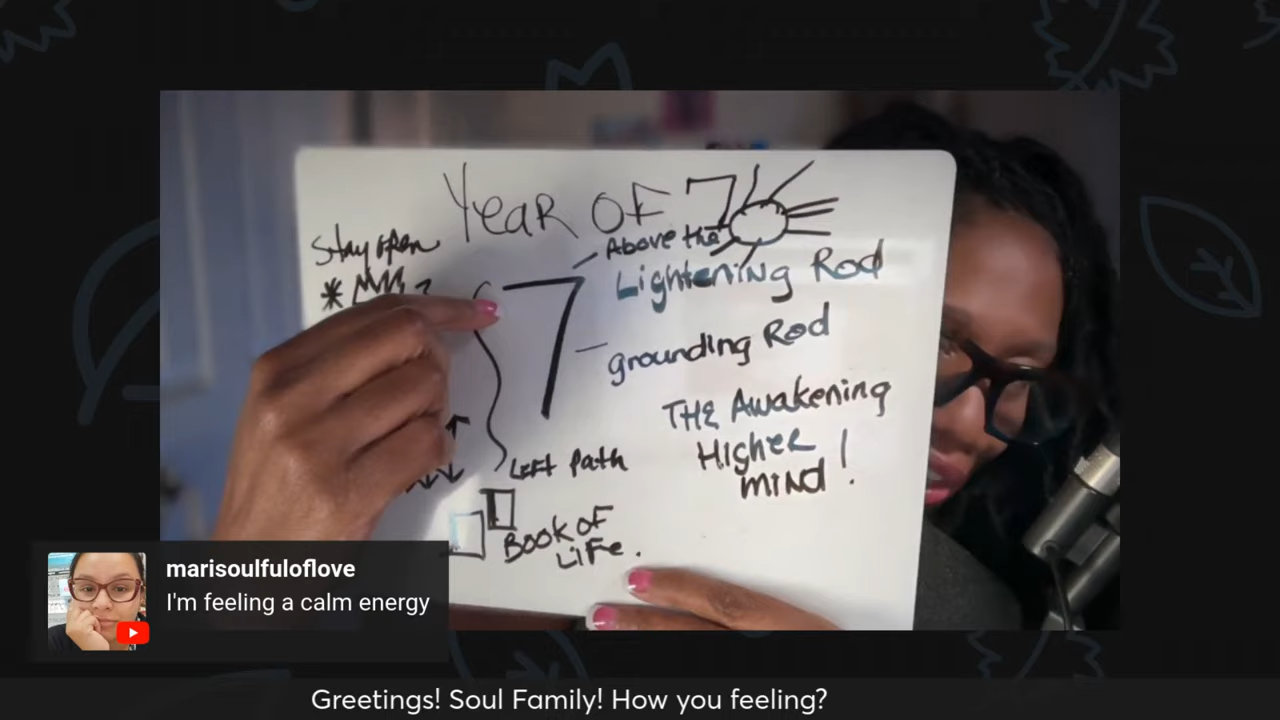 Year of 7
Stay open
Above the
Lightening Rod
7
grounding Rod
THE Awakening
Higher
mind!
Left Path
Book of
Life.
marisoulfuloflove
I'm feeling a calm energy
Greetings! Soul Family! How you feeling?